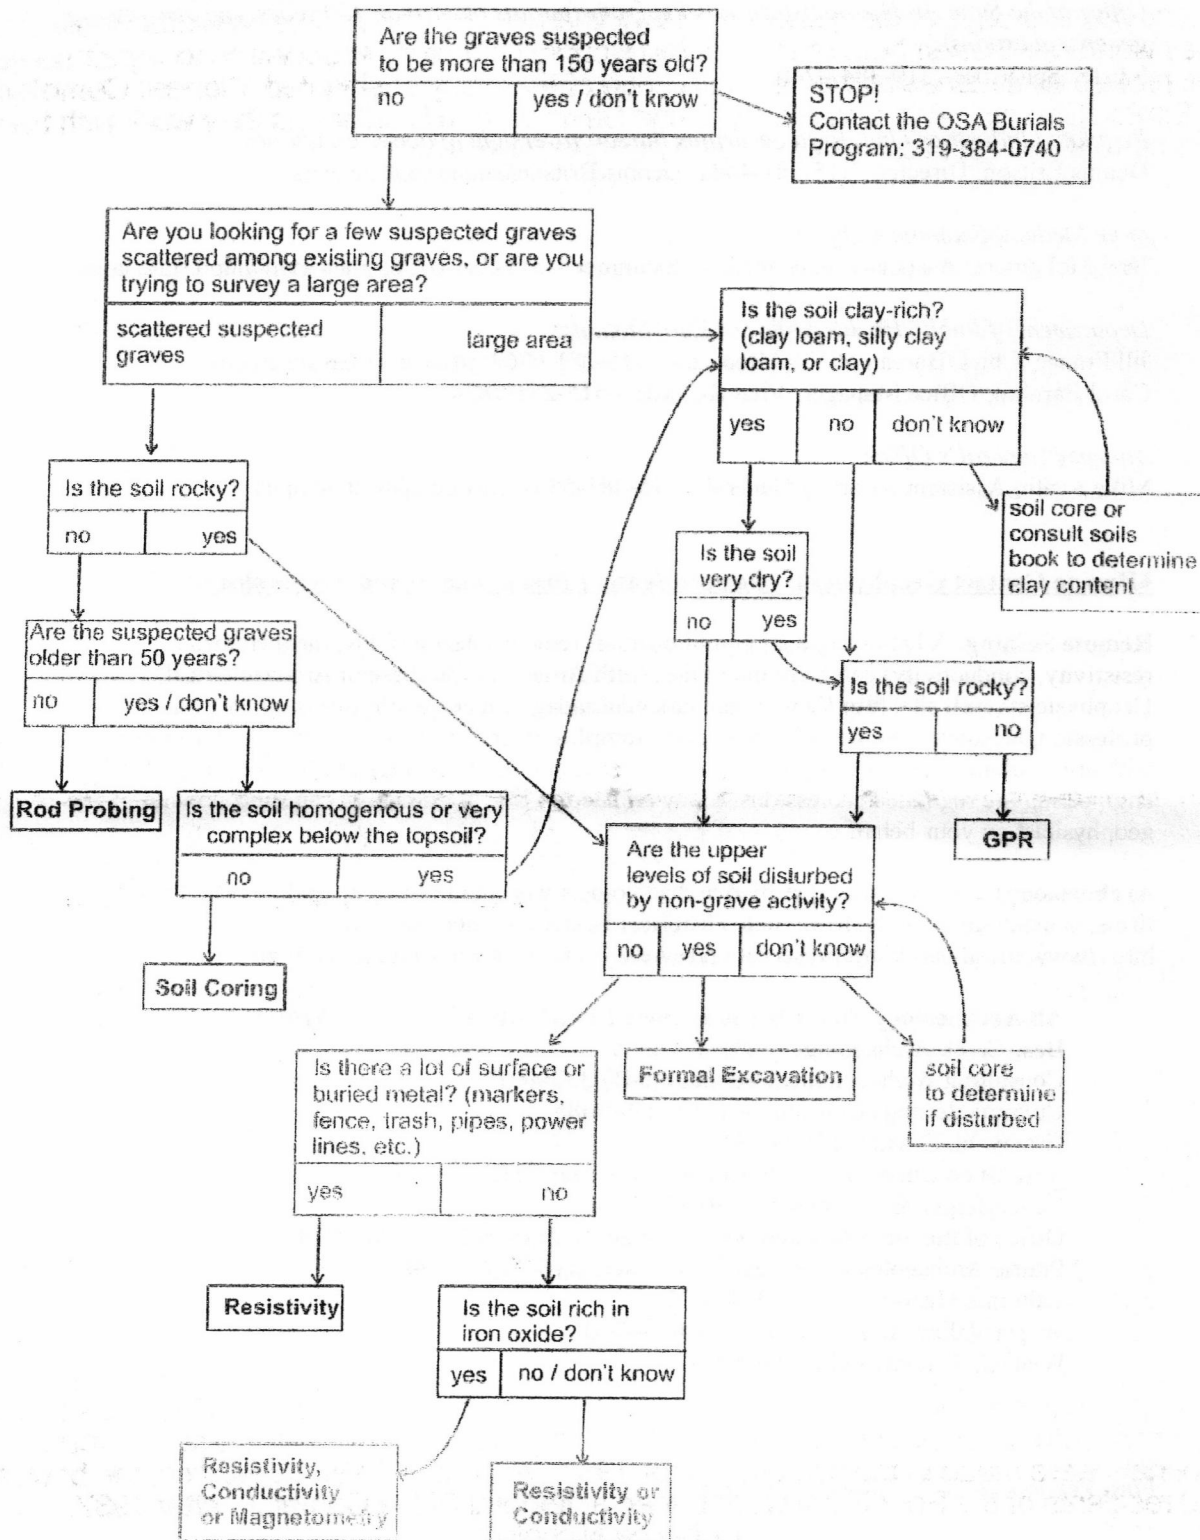 Are the graves suspected
to be more than 150 years old?
no
yes / don't know
STOP!
Contact the OSA Burials
Program: 319-384-0740
Are you looking for a few suspected graves
scattered among existing graves, or are you
trying to survey a large area?
scattered suspected
graves
large area
Is the soil clay-rich?
(clay loam, silty clay
loam, or clay)
yes
no
don't know
soil core or
consult soils
book to determine
clay content
Is the soil rocky?
no
yes
Is the soil
very dry?
no
yes
Are the suspected graves
older than 50 years?
no
yes / don't know
Is the soil rocky?
yes
no
Rod Probing
Is the soil homogenous or very
complex below the topsoil?
no
yes
GPR
Are the upper
levels of soil disturbed
by non-grave activity?
no
yes
don't know
Soil Coring
Is there a lot of surface or
buried metal? (markers,
fence, trash, pipes, power
lines, etc.)
yes
no
Formal Excavation
soil core
to determine
if disturbed
Resistivity
Is the soil rich in
iron oxide?
yes
no / don't know
Resistivity,
Conductivity
or Magnetometry
Resistivity or
Conductivity